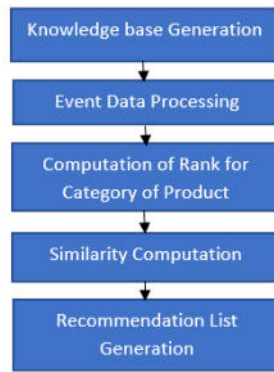 Knowledge base Generation
Event Data Processing
Computation of Rank for
Category of Product
Similarity Computation
Recommendation List
Generation